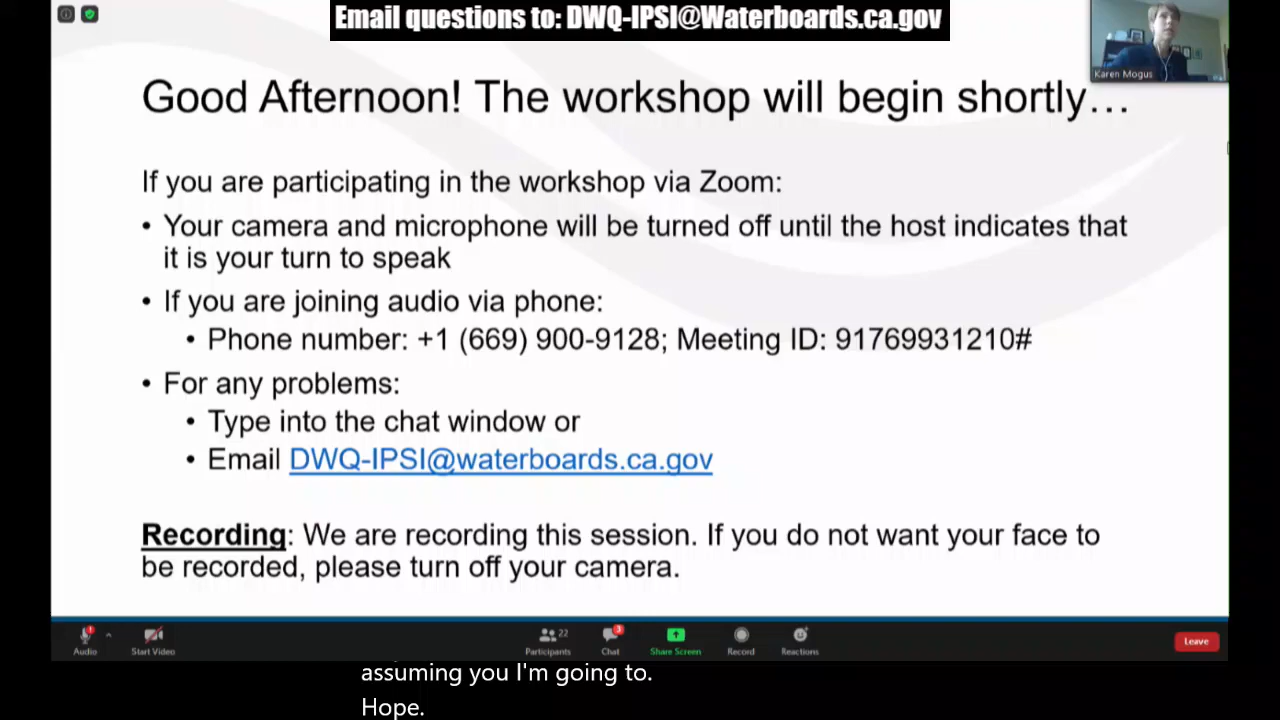 Email questions to: DWQ-IPSI@Waterboards.ca.gov
Karen Mogus
Good Afternoon! The workshop will begin shortly…
If you are participating in the workshop via Zoom:
• Your camera and microphone will be turned off until the host indicates that
it is your turn to speak
• If you are joining audio via phone:
• Phone number: +1 (669) 900-9128; Meeting ID: 91769931210#
• For any problems:
• Type into the chat window or
• Email DWQ-IPSI@waterboards.ca.gov
Recording: We are recording this session. If you do not want your face to
be recorded, please turn off your camera.
1 22 3
Audio Start Video Participants Chat Share Screen Record Reactions Leave
assuming you I'm going to.
Hope.